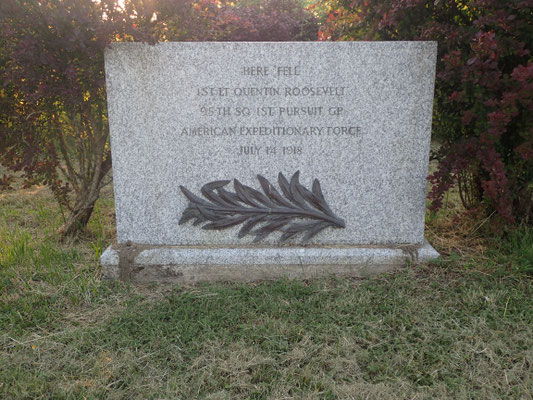 HERE FELL
1ST LT QUENTIN ROOSEVELT
95TH SQ 1ST PURSUIT GP
AMERICAN EXPEDITIONARY FORCE
JULY 14 1918